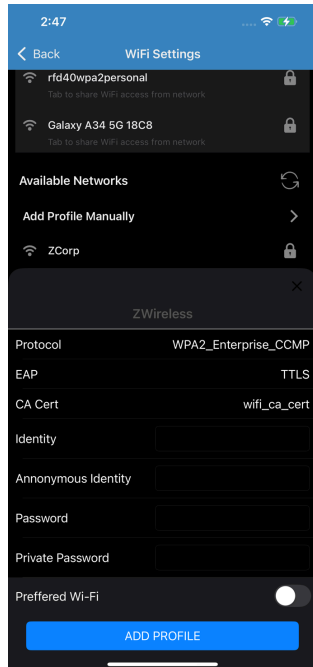 2:47
Back
WiFi Settings
rfd40wpa2personal
Tab to share WiFi access from network
Galaxy A34 5G 18C8
Tab to share WiFi access from network
Available Networks
Add Profile Manually
ZCorp
ZWireless
Protocol WPA2_Enterprise_CCMP
EAP TTLS
CA Cert wifi_ca_cert
Identity
Annonymous Identity
Password
Private Password
Preffered Wi-Fi
ADD PROFILE